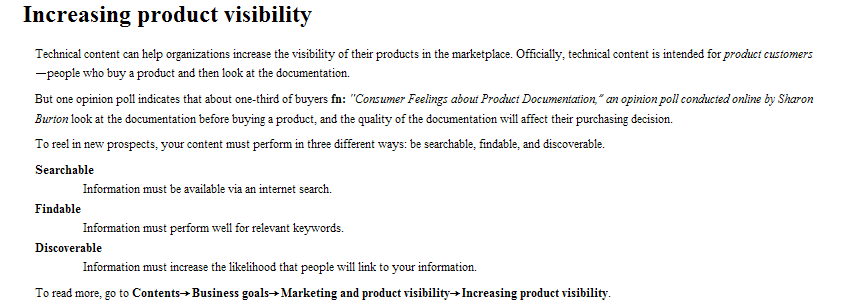 Increasing product visibility
Technical content can help organizations increase the visibility of their products in the marketplace. Officially, technical content is intended for product customers
—people who buy a product and then look at the documentation.
But one opinion poll indicates that about one-third of buyers fn: "Consumer Feelings about Product Documentation," an opinion poll conducted online by Sharon
Burton look at the documentation before buying a product, and the quality of the documentation will affect their purchasing decision.
To reel in new prospects, your content must perform in three different ways: be searchable, findable, and discoverable.
Searchable
Information must be available via an internet search.
Findable
Information must perform well for relevant keywords.
Discoverable
Information must increase the likelihood that people will link to your information.
To read more, go to Contents→Business goals→Marketing and product visibility→Increasing product visibility.